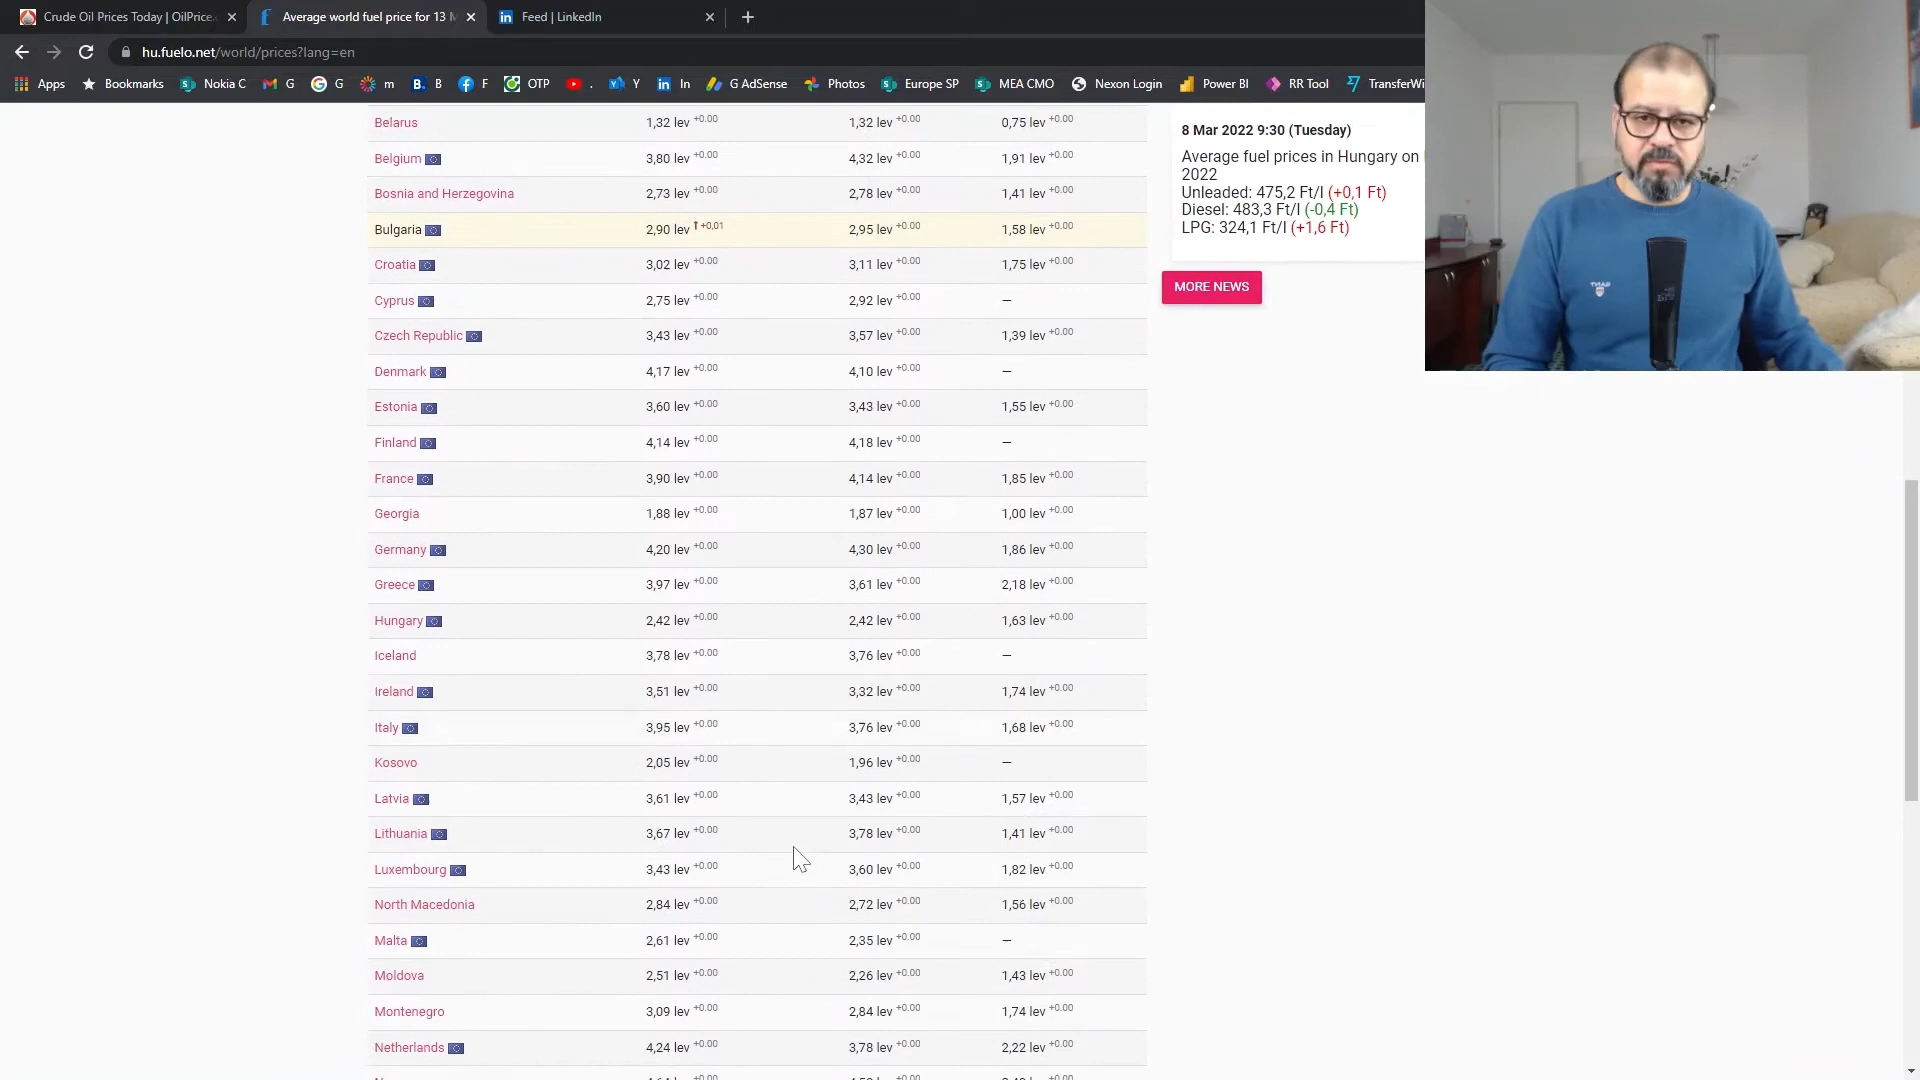 Crude Oil Prices Today | OilPrice.
Average world fuel price for 13 M
Feed | LinkedIn
hu.fuelo.net/world/prices?lang=en
Apps
Bookmarks
Nokia C
G
G
m
B
F
OTP
.
Y
In
G AdSense
Photos
Europe SP
MEA CMO
Nexon Login
Power BI
RR Tool
TransferWi
Belarus 1,32 lev +0.00 1,32 lev +0.00 0,75 lev +0.00
Belgium 3,80 lev +0.00 4,32 lev +0.00 1,91 lev +0.00
Bosnia and Herzegovina 2,73 lev +0.00 2,78 lev +0.00 1,41 lev +0.00
Bulgaria 2,90 lev +0,01 2,95 lev +0.00 1,58 lev +0.00
Croatia 3,02 lev +0.00 3,11 lev +0.00 1,75 lev +0.00
Cyprus 2,75 lev +0.00 2,92 lev +0.00 —
Czech Republic 3,43 lev +0.00 3,57 lev +0.00 1,39 lev +0.00
Denmark 4,17 lev +0.00 4,10 lev +0.00 —
Estonia 3,60 lev +0.00 3,43 lev +0.00 1,55 lev +0.00
Finland 4,14 lev +0.00 4,18 lev +0.00 —
France 3,90 lev +0.00 4,14 lev +0.00 1,85 lev +0.00
Georgia 1,88 lev +0.00 1,87 lev +0.00 1,00 lev +0.00
Germany 4,20 lev +0.00 4,30 lev +0.00 1,86 lev +0.00
Greece 3,97 lev +0.00 3,61 lev +0.00 2,18 lev +0.00
Hungary 2,42 lev +0.00 2,42 lev +0.00 1,63 lev +0.00
Iceland 3,78 lev +0.00 3,76 lev +0.00 —
Ireland 3,51 lev +0.00 3,32 lev +0.00 1,74 lev +0.00
Italy 3,95 lev +0.00 3,76 lev +0.00 1,68 lev +0.00
Kosovo 2,05 lev +0.00 1,96 lev +0.00 —
Latvia 3,61 lev +0.00 3,43 lev +0.00 1,57 lev +0.00
Lithuania 3,67 lev +0.00 3,78 lev +0.00 1,41 lev +0.00
Luxembourg 3,43 lev +0.00 3,60 lev +0.00 1,82 lev +0.00
North Macedonia 2,84 lev +0.00 2,72 lev +0.00 1,56 lev +0.00
Malta 2,61 lev +0.00 2,35 lev +0.00 —
Moldova 2,51 lev +0.00 2,26 lev +0.00 1,43 lev +0.00
Montenegro 3,09 lev +0.00 2,84 lev +0.00 1,74 lev +0.00
Netherlands 4,24 lev +0.00 3,78 lev +0.00 2,22 lev +0.00
8 Mar 2022 9:30 (Tuesday)
Average fuel prices in Hungary on
2022
Unleaded: 475,2 Ft/l (+0,1 Ft)
Diesel: 483,3 Ft/l (-0,4 Ft)
LPG: 324,1 Ft/l (+1,6 Ft)
MORE NEWS